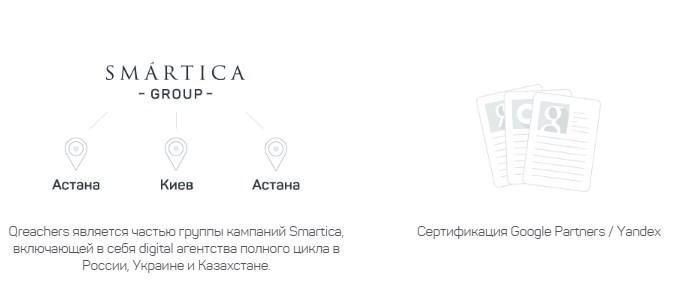 SMÁRTICA
- GROUP -
Астана
Киев
Астана
Qreachers является частью группы кампаний Smartica,
включающей в себя digital агентства полного цикла в
России, Украине и Казахстане.
Я
C
g
Сертификация Google Partners / Yandex